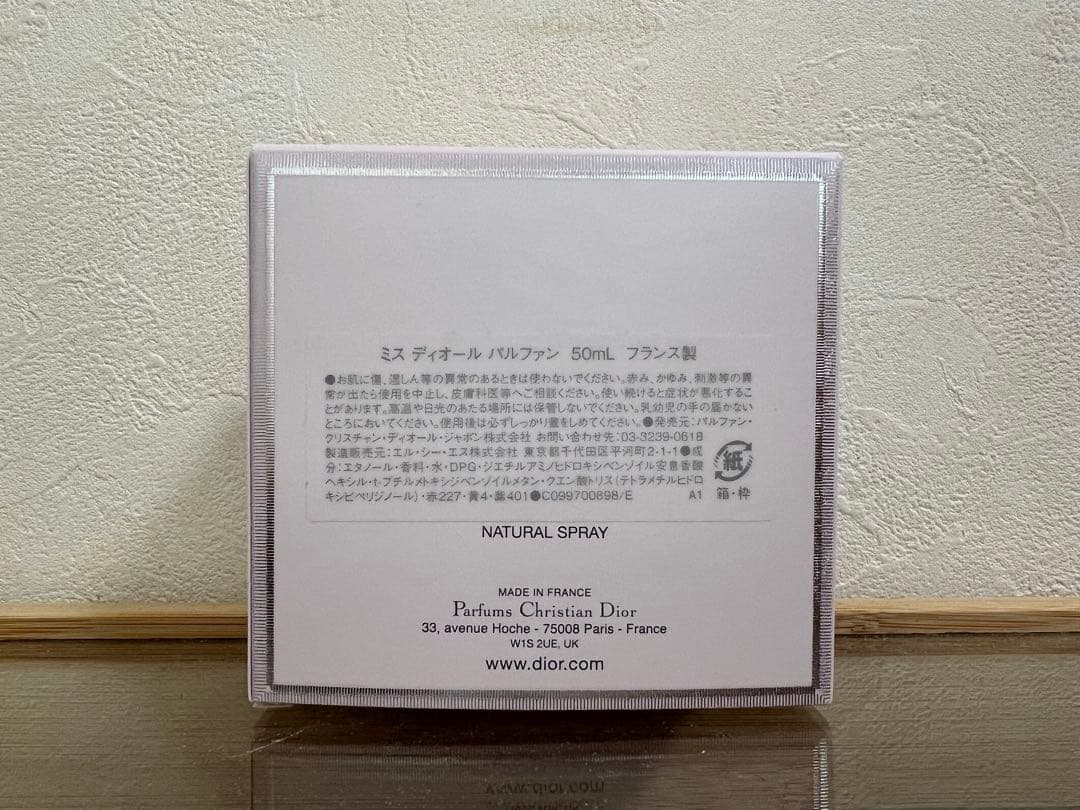 ミス ディオール パルファン 50mL フランス製
●お肌に傷、湿しん等の異常のあるときは使わないでください。赤み、かゆみ、刺激等の異
常が出たら使用を中止し、皮膚科医等へご相談ください。使い続けると症状が悪化するこ
とがあります。高温や日光のあたる場所には保管しないでください。乳幼児の手の届かない
ところにおいてください。使用後は必ずしっかり蓋をしめてください。●発売元:パルファン・
クリスチャン・ディオール・ジャポン株式会社 お問い合わせ先:03-3239-0618
製造販売元:エル・シー・エス株式会社 東京都千代田区平河町2-1-1●成
分:エタノール・香料・水・DPG・ジエチルアミノヒドロキシベンゾイル安息香酸
ヘキシル・t-ブチルメトキシジベンゾイルメタン・クエン酸トリス(テトラメチルヒドロ
キシピペリジノール)・赤227・黄4・紫401●C099700898/E A1
紙
箱・枠
NATURAL SPRAY
MADE IN FRANCE
Parfums Christian Dior
33, avenue Hoche - 75008 Paris - France
W1S 2UE, UK
www.dior.com